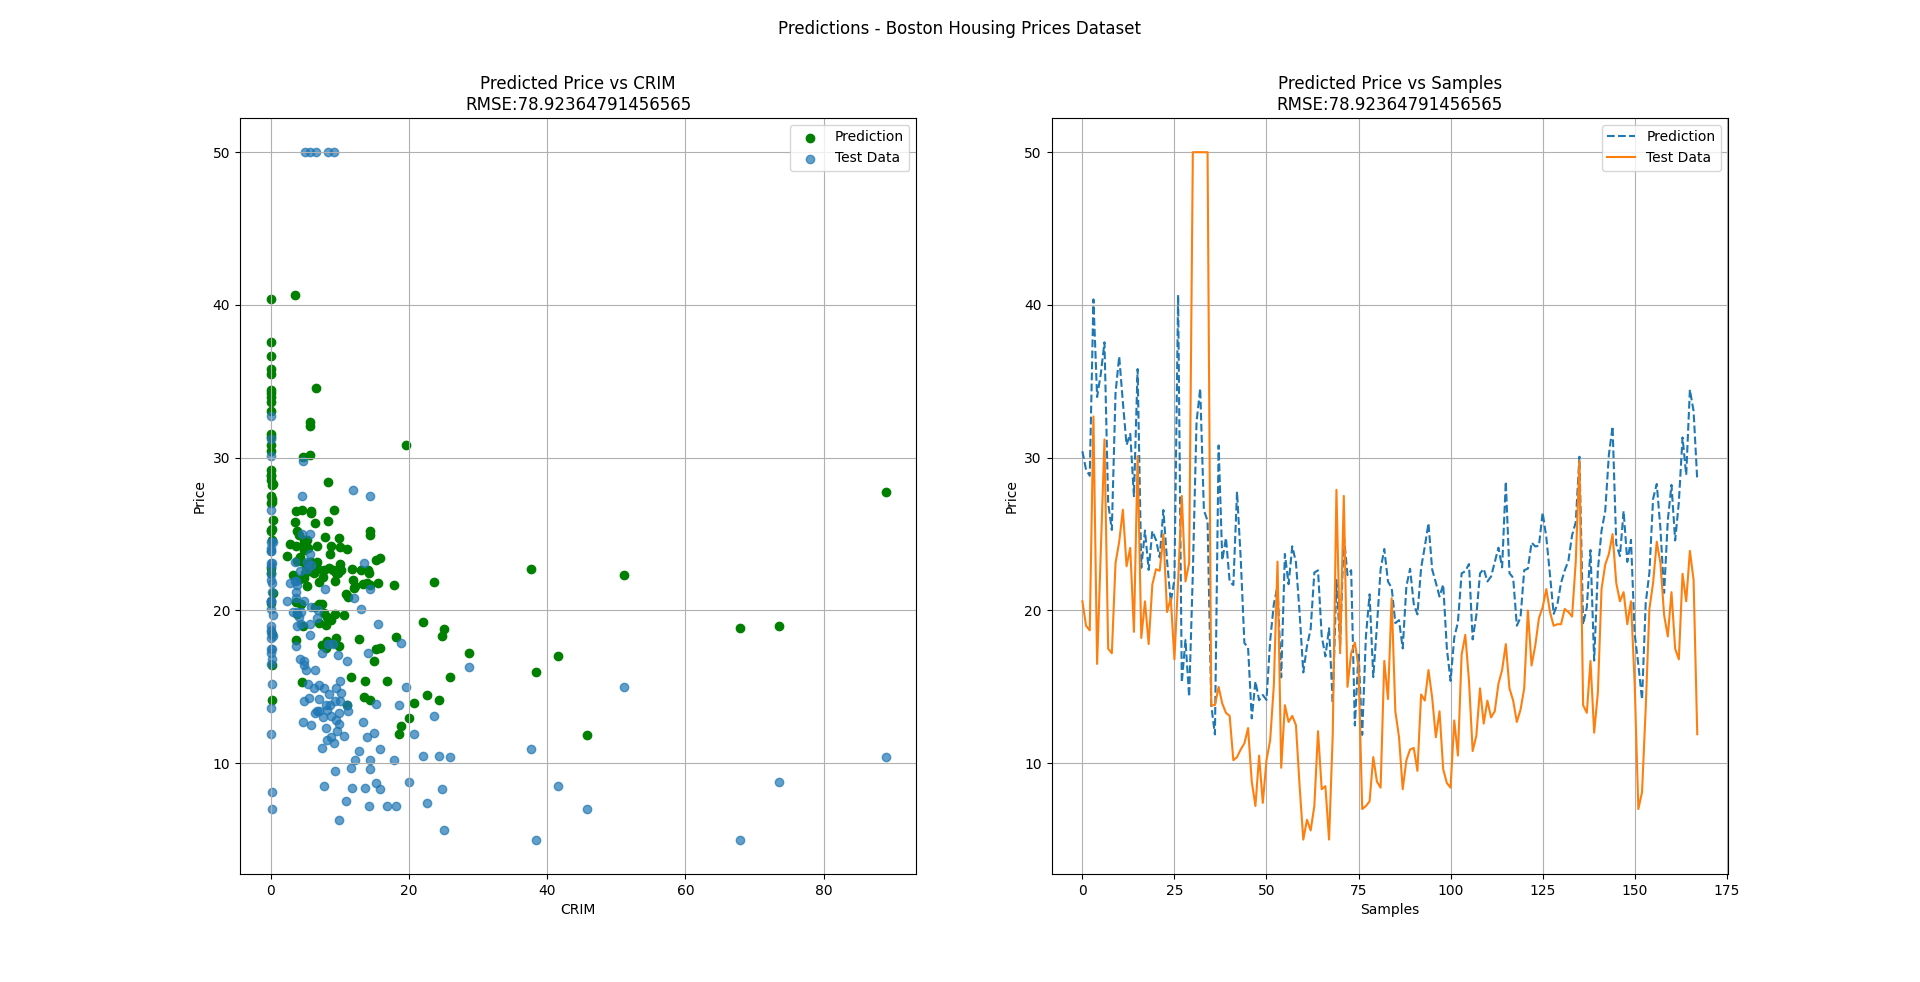 Predictions - Boston Housing Prices Dataset
Predicted Price vs CRIM
RMSE:78.92364791456565
Prediction
Test Data
50
40
30
20
10
Price
0
20
40
60
80
CRIM
Predicted Price vs Samples
RMSE:78.92364791456565
Prediction
Test Data
50
40
30
20
10
Price
0
25
50
75
100
125
150
175
Samples